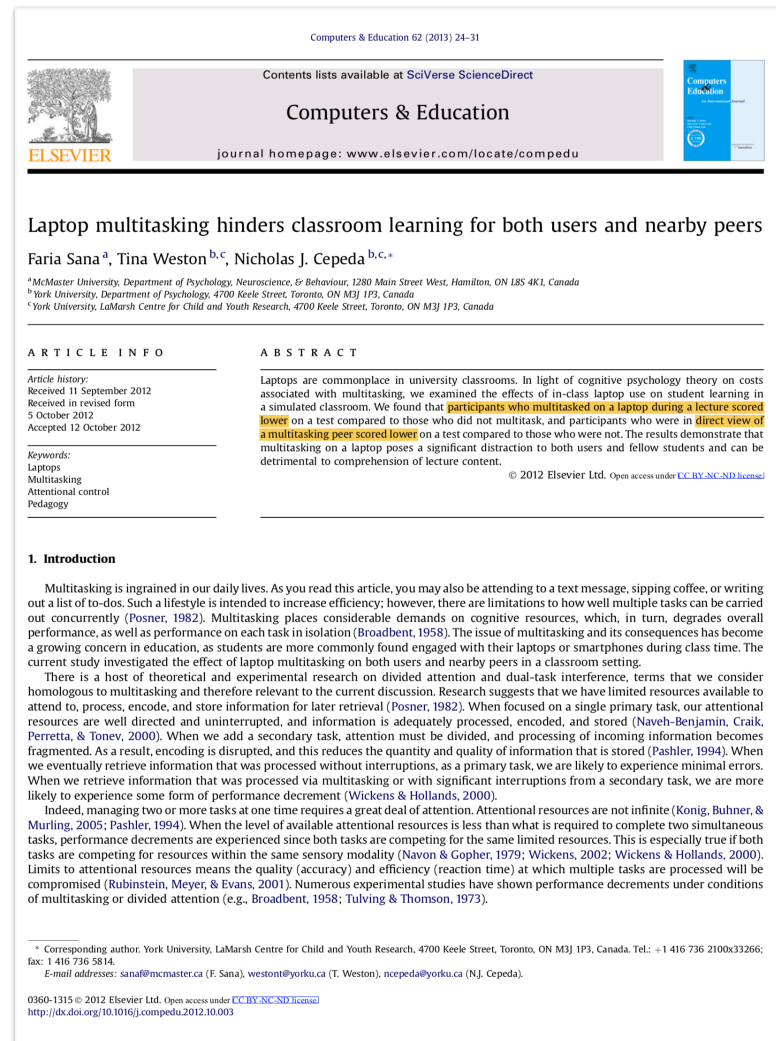 Computers & Education 62 (2013) 24–31
Contents lists available at SciVerse ScienceDirect
Computers & Education
journal homepage: www.elsevier.com/locate/compedu
ELSEVIER
Computers
Education
Laptop multitasking hinders classroom learning for both users and nearby peers
Faria Sana a, Tina Weston b,c, Nicholas J. Cepeda b,c,*
a McMaster University, Department of Psychology, Neuroscience, & Behaviour, 1280 Main Street West, Hamilton, ON L8S 4K1, Canada
b York University, Department of Psychology, 4700 Keele Street, Toronto, ON M3J 1P3, Canada
c York University, LaMarsh Centre for Child and Youth Research, 4700 Keele Street, Toronto, ON M3J 1P3, Canada
ARTICLE INFO
Article history:
Received 11 September 2012
Received in revised form
5 October 2012
Accepted 12 October 2012
Keywords:
Laptops
Multitasking
Attentional control
Pedagogy
ABSTRACT
Laptops are commonplace in university classrooms. In light of cognitive psychology theory on costs
associated with multitasking, we examined the effects of in-class laptop use on student learning in
a simulated classroom. We found that participants who multitasked on a laptop during a lecture scored
lower on a test compared to those who did not multitask, and participants who were in direct view of
a multitasking peer scored lower on a test compared to those who were not. The results demonstrate that
multitasking on a laptop poses a significant distraction to both users and fellow students and can be
detrimental to comprehension of lecture content.
© 2012 Elsevier Ltd. Open access under CC BY-NC-ND license.
1. Introduction
Multitasking is ingrained in our daily lives. As you read this article, you may also be attending to a text message, sipping coffee, or writing
out a list of to-dos. Such a lifestyle is intended to increase efficiency; however, there are limitations to how well multiple tasks can be carried
out concurrently (Posner, 1982). Multitasking places considerable demands on cognitive resources, which, in turn, degrades overall
performance, as well as performance on each task in isolation (Broadbent, 1958). The issue of multitasking and its consequences has become
a growing concern in education, as students are more commonly found engaged with their laptops or smartphones during class time. The
current study investigated the effect of laptop multitasking on both users and nearby peers in a classroom setting.
There is a host of theoretical and experimental research on divided attention and dual-task interference, terms that we consider
homologous to multitasking and therefore relevant to the current discussion. Research suggests that we have limited resources available to
attend to, process, encode, and store information for later retrieval (Posner, 1982). When focused on a single primary task, our attentional
resources are well directed and uninterrupted, and information is adequately processed, encoded, and stored (Naveh-Benjamin, Craik,
Perretta, & Tonev, 2000). When we add a secondary task, attention must be divided, and processing of incoming information becomes
fragmented. As a result, encoding is disrupted, and this reduces the quantity and quality of information that is stored (Pashler, 1994). When
we eventually retrieve information that was processed without interruptions, as a primary task, we are likely to experience minimal errors.
When we retrieve information that was processed via multitasking or with significant interruptions from a secondary task, we are more
likely to experience some form of performance decrement (Wickens & Hollands, 2000).
Indeed, managing two or more tasks at one time requires a great deal of attention. Attentional resources are not infinite (Konig, Buhner, &
Murling, 2005; Pashler, 1994). When the level of available attentional resources is less than what is required to complete two simultaneous
tasks, performance decrements are experienced since both tasks are competing for the same limited resources. This is especially true if both
tasks are competing for resources within the same sensory modality (Navon & Gopher, 1979; Wickens, 2002; Wickens & Hollands, 2000).
Limits to attentional resources means the quality (accuracy) and efficiency (reaction time) at which multiple tasks are processed will be
compromised (Rubinstein, Meyer, & Evans, 2001). Numerous experimental studies have shown performance decrements under conditions
of multitasking or divided attention (e.g., Broadbent, 1958; Tulving & Thomson, 1973).
* Corresponding author. York University, LaMarsh Centre for Child and Youth Research, 4700 Keele Street, Toronto, ON M3J 1P3, Canada. Tel.: +1 416 736 2100x33266;
fax: 1 416 736 5814.
E-mail addresses: sanaf@mcmaster.ca (F. Sana), westont@yorku.ca (T. Weston), ncepeda@yorku.ca (N.J. Cepeda).
0360-1315 © 2012 Elsevier Ltd. Open access under CC BY-NC-ND license.
http://dx.doi.org/10.1016/j.compedu.2012.10.003